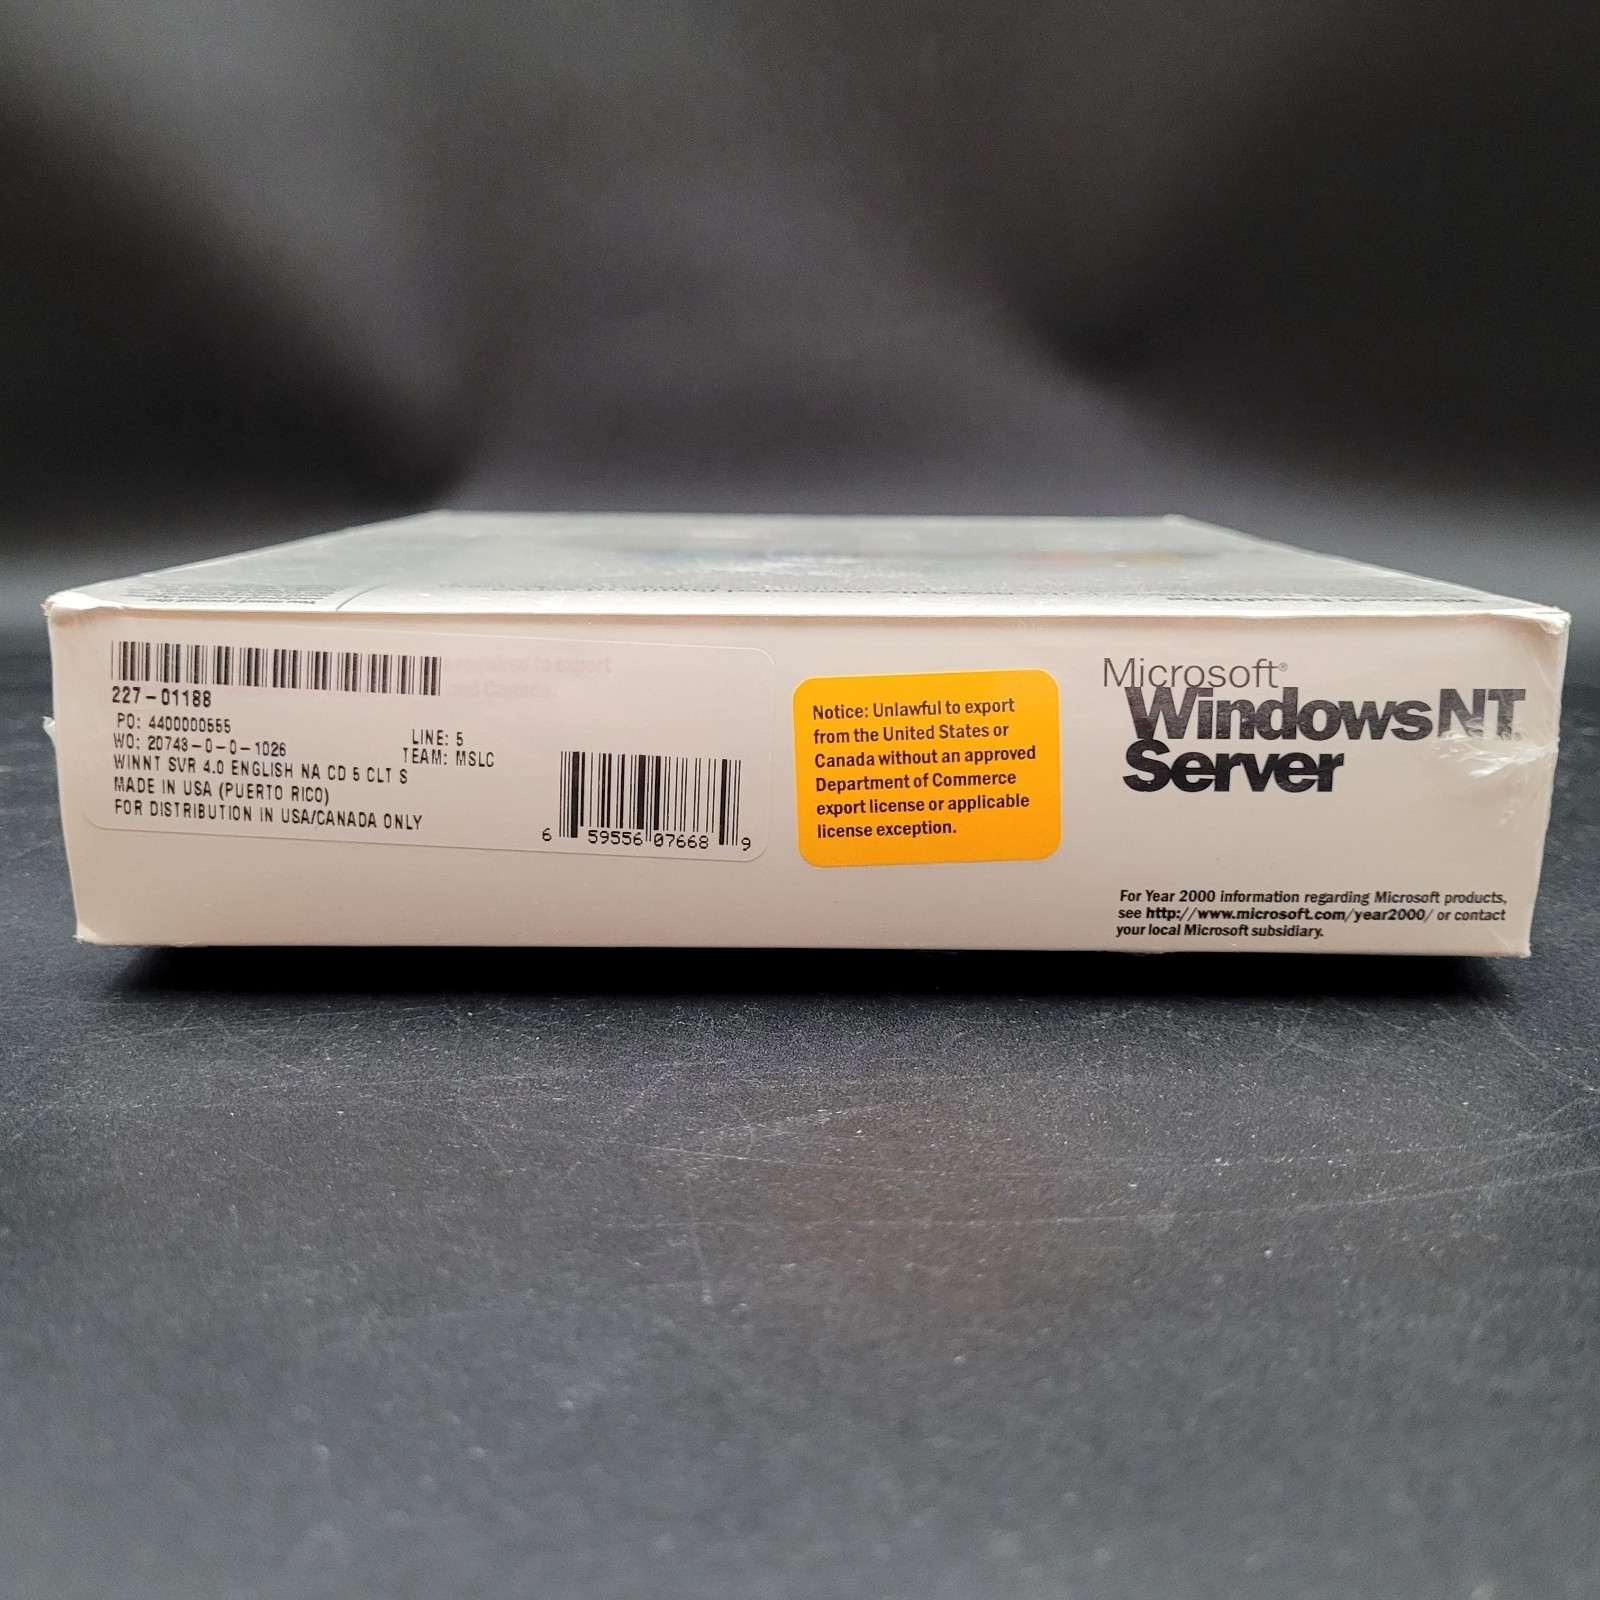 227-01188
PO: 4400000555
LINE: 5
WO: 20743-0-0-1026
TEAM: MSLC
WINNT SVR 4.0 ENGLISH NA CD 5 CLT S
MADE IN USA (PUERTO RICO)
FOR DISTRIBUTION IN USA/CANADA ONLY
6 59556 07668 9
Notice: Unlawful to export
from the United States or
Canada without an approved
Department of Commerce
export license or applicable
license exception.
Microsoft®
WindowsNT
Server
For Year 2000 information regarding Microsoft products,
see http://www.microsoft.com/year2000/ or contact
your local Microsoft subsidiary.